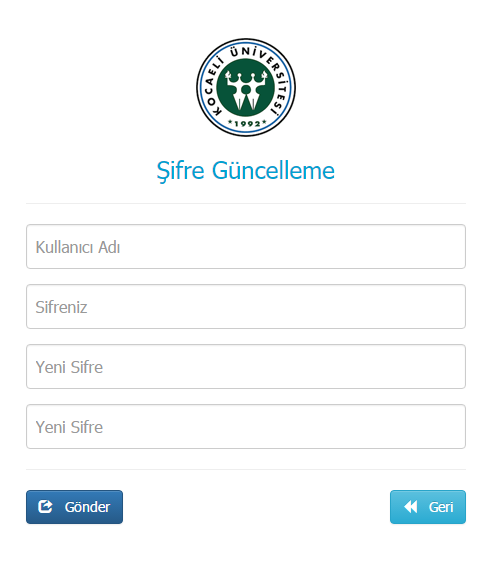 KOCAELİ ÜNİVERSİTESİ
*1992*
Şifre Güncelleme
Kullanıcı Adı
Sifreniz
Yeni Sifre
Yeni Sifre
Gönder
Geri